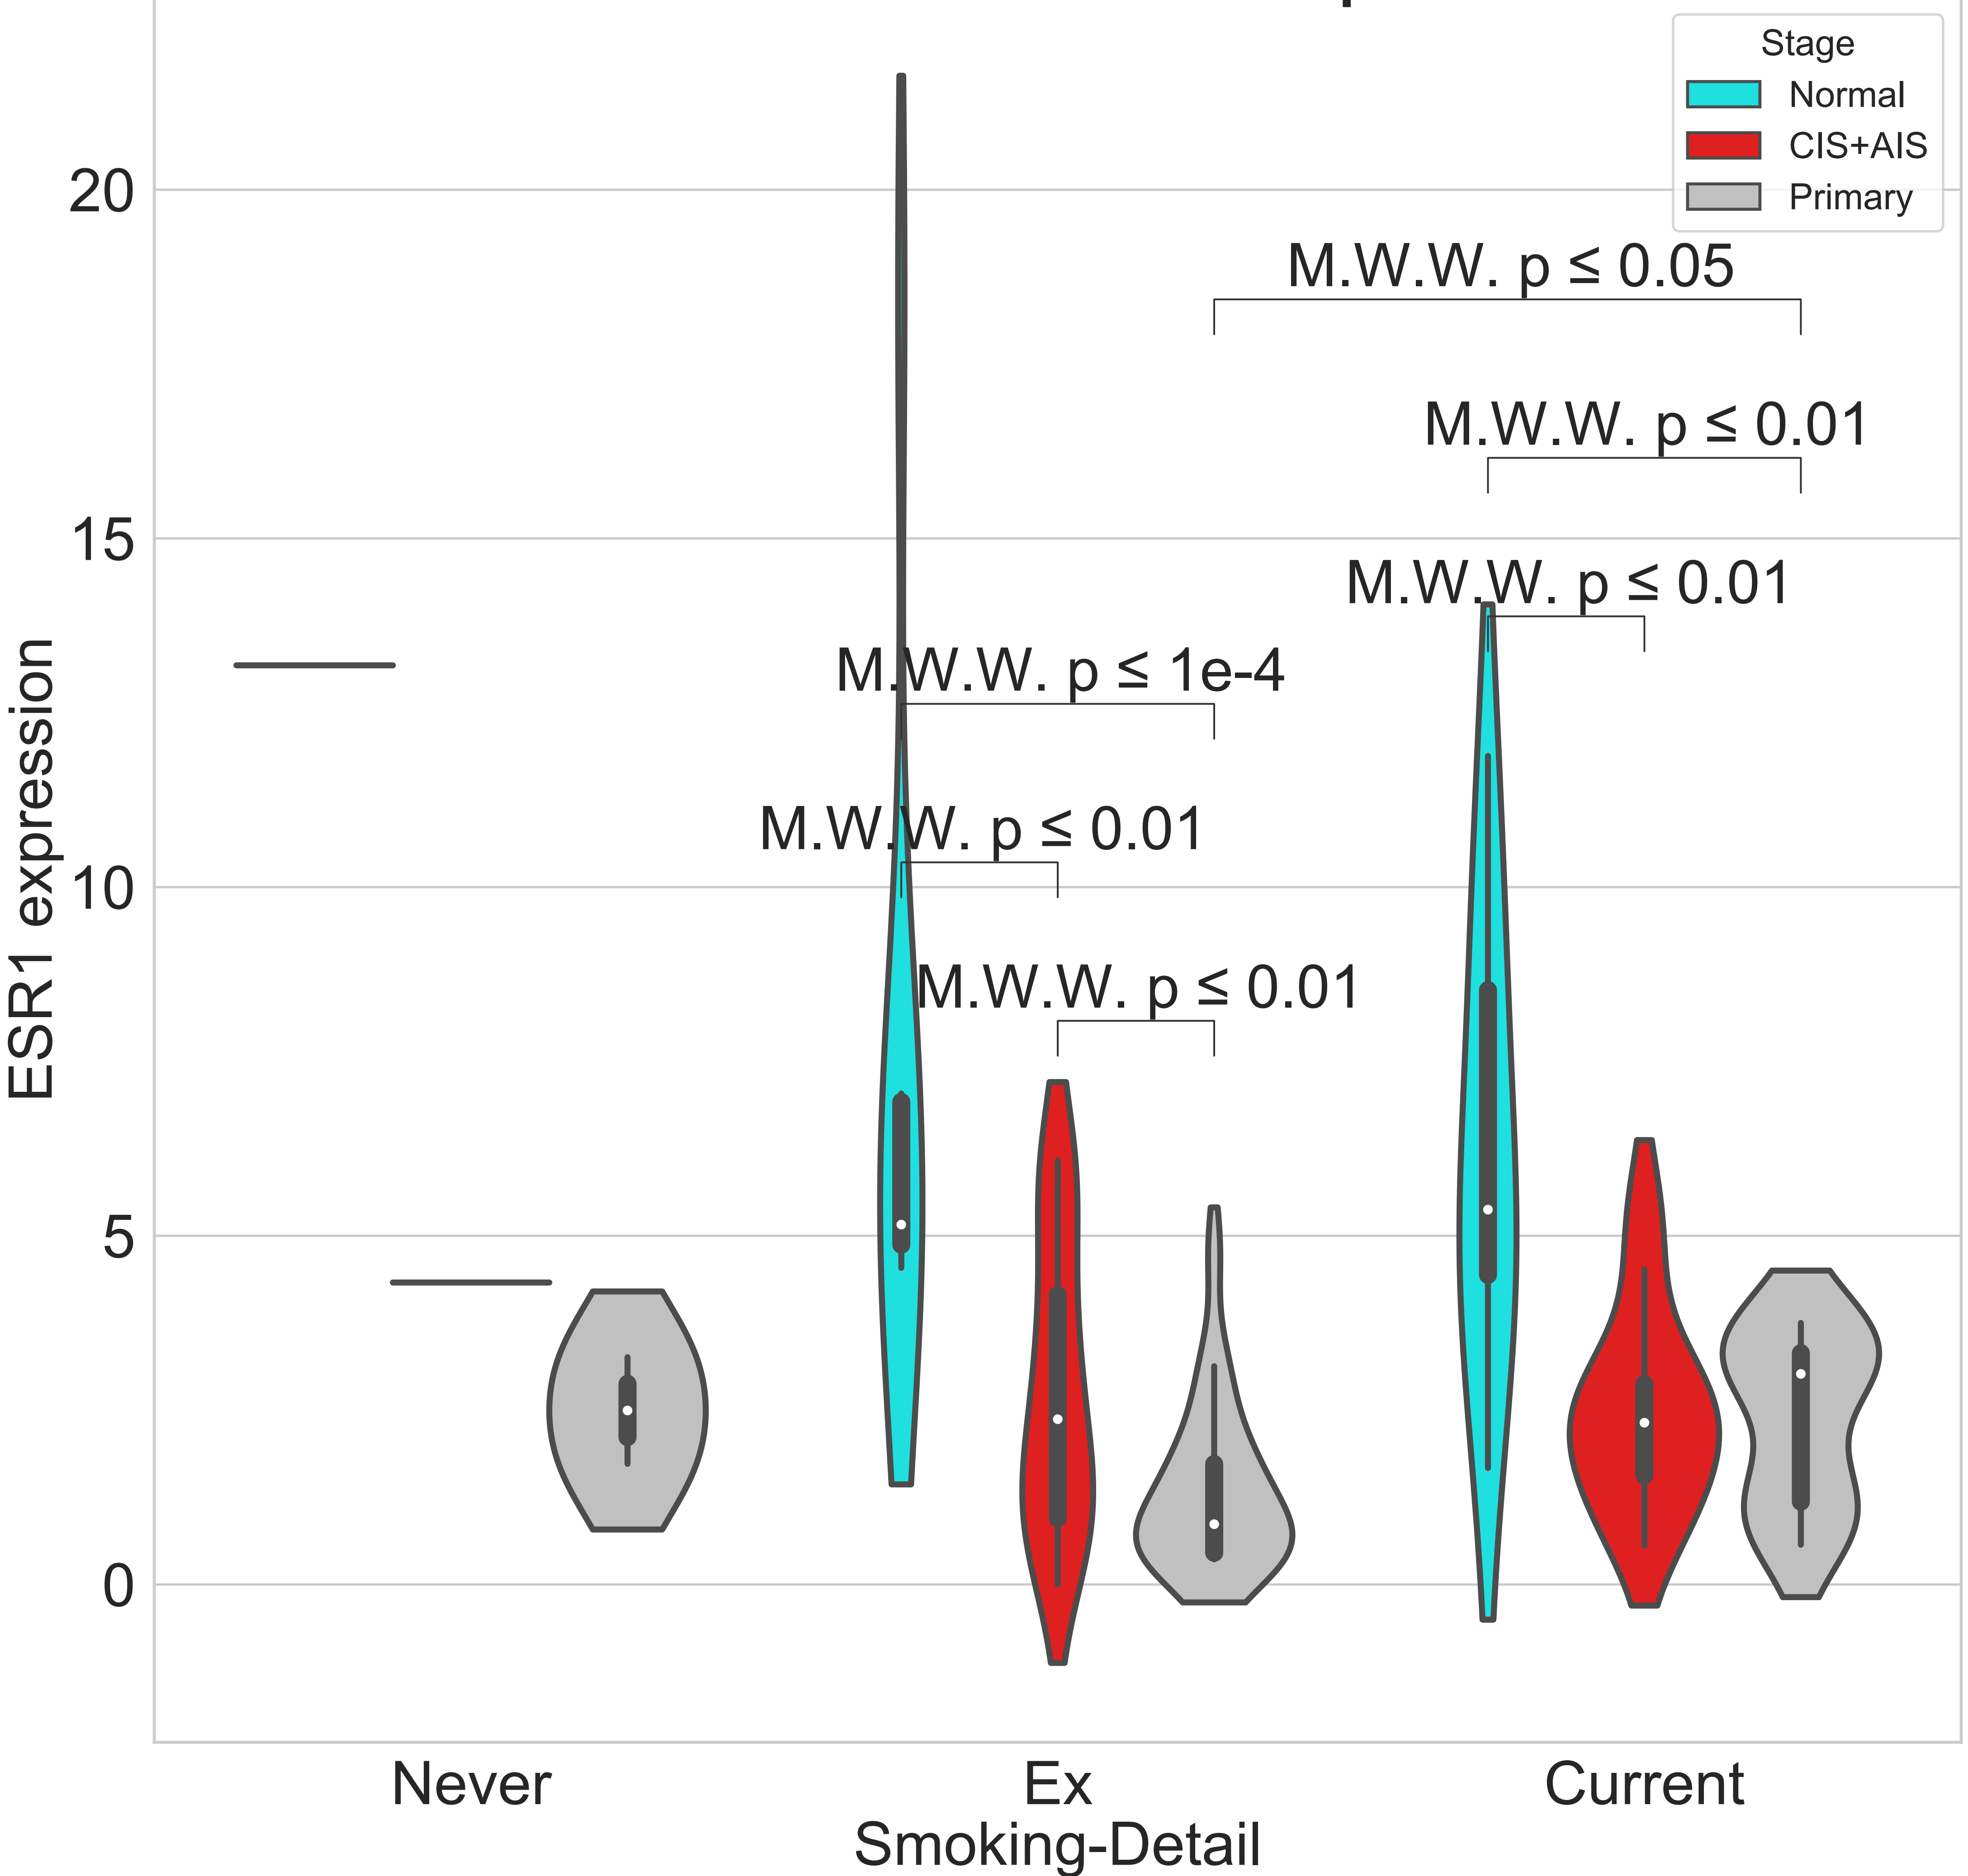 Stage
Normal
CIS+AIS
Primary
20
15
10
5
0
ESR1 expression
M.W.W. p ≤ 0.05
M.W.W. p ≤ 0.01
M.W.W. p ≤ 0.01
M.W.W. p ≤ 1e-4
M.W.W. p ≤ 0.01
M.W.W. p ≤ 0.01
Never
Ex
Current
Smoking-Detail